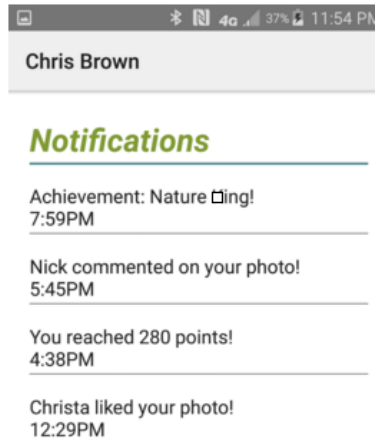 4G 37% 11:54 PM
Chris Brown
Notifications
Achievement: Nature
7:59PM
Nick commented on your photo!
5:45PM
You reached 280 points!
4:38PM
Christa liked your photo!
12:29PM